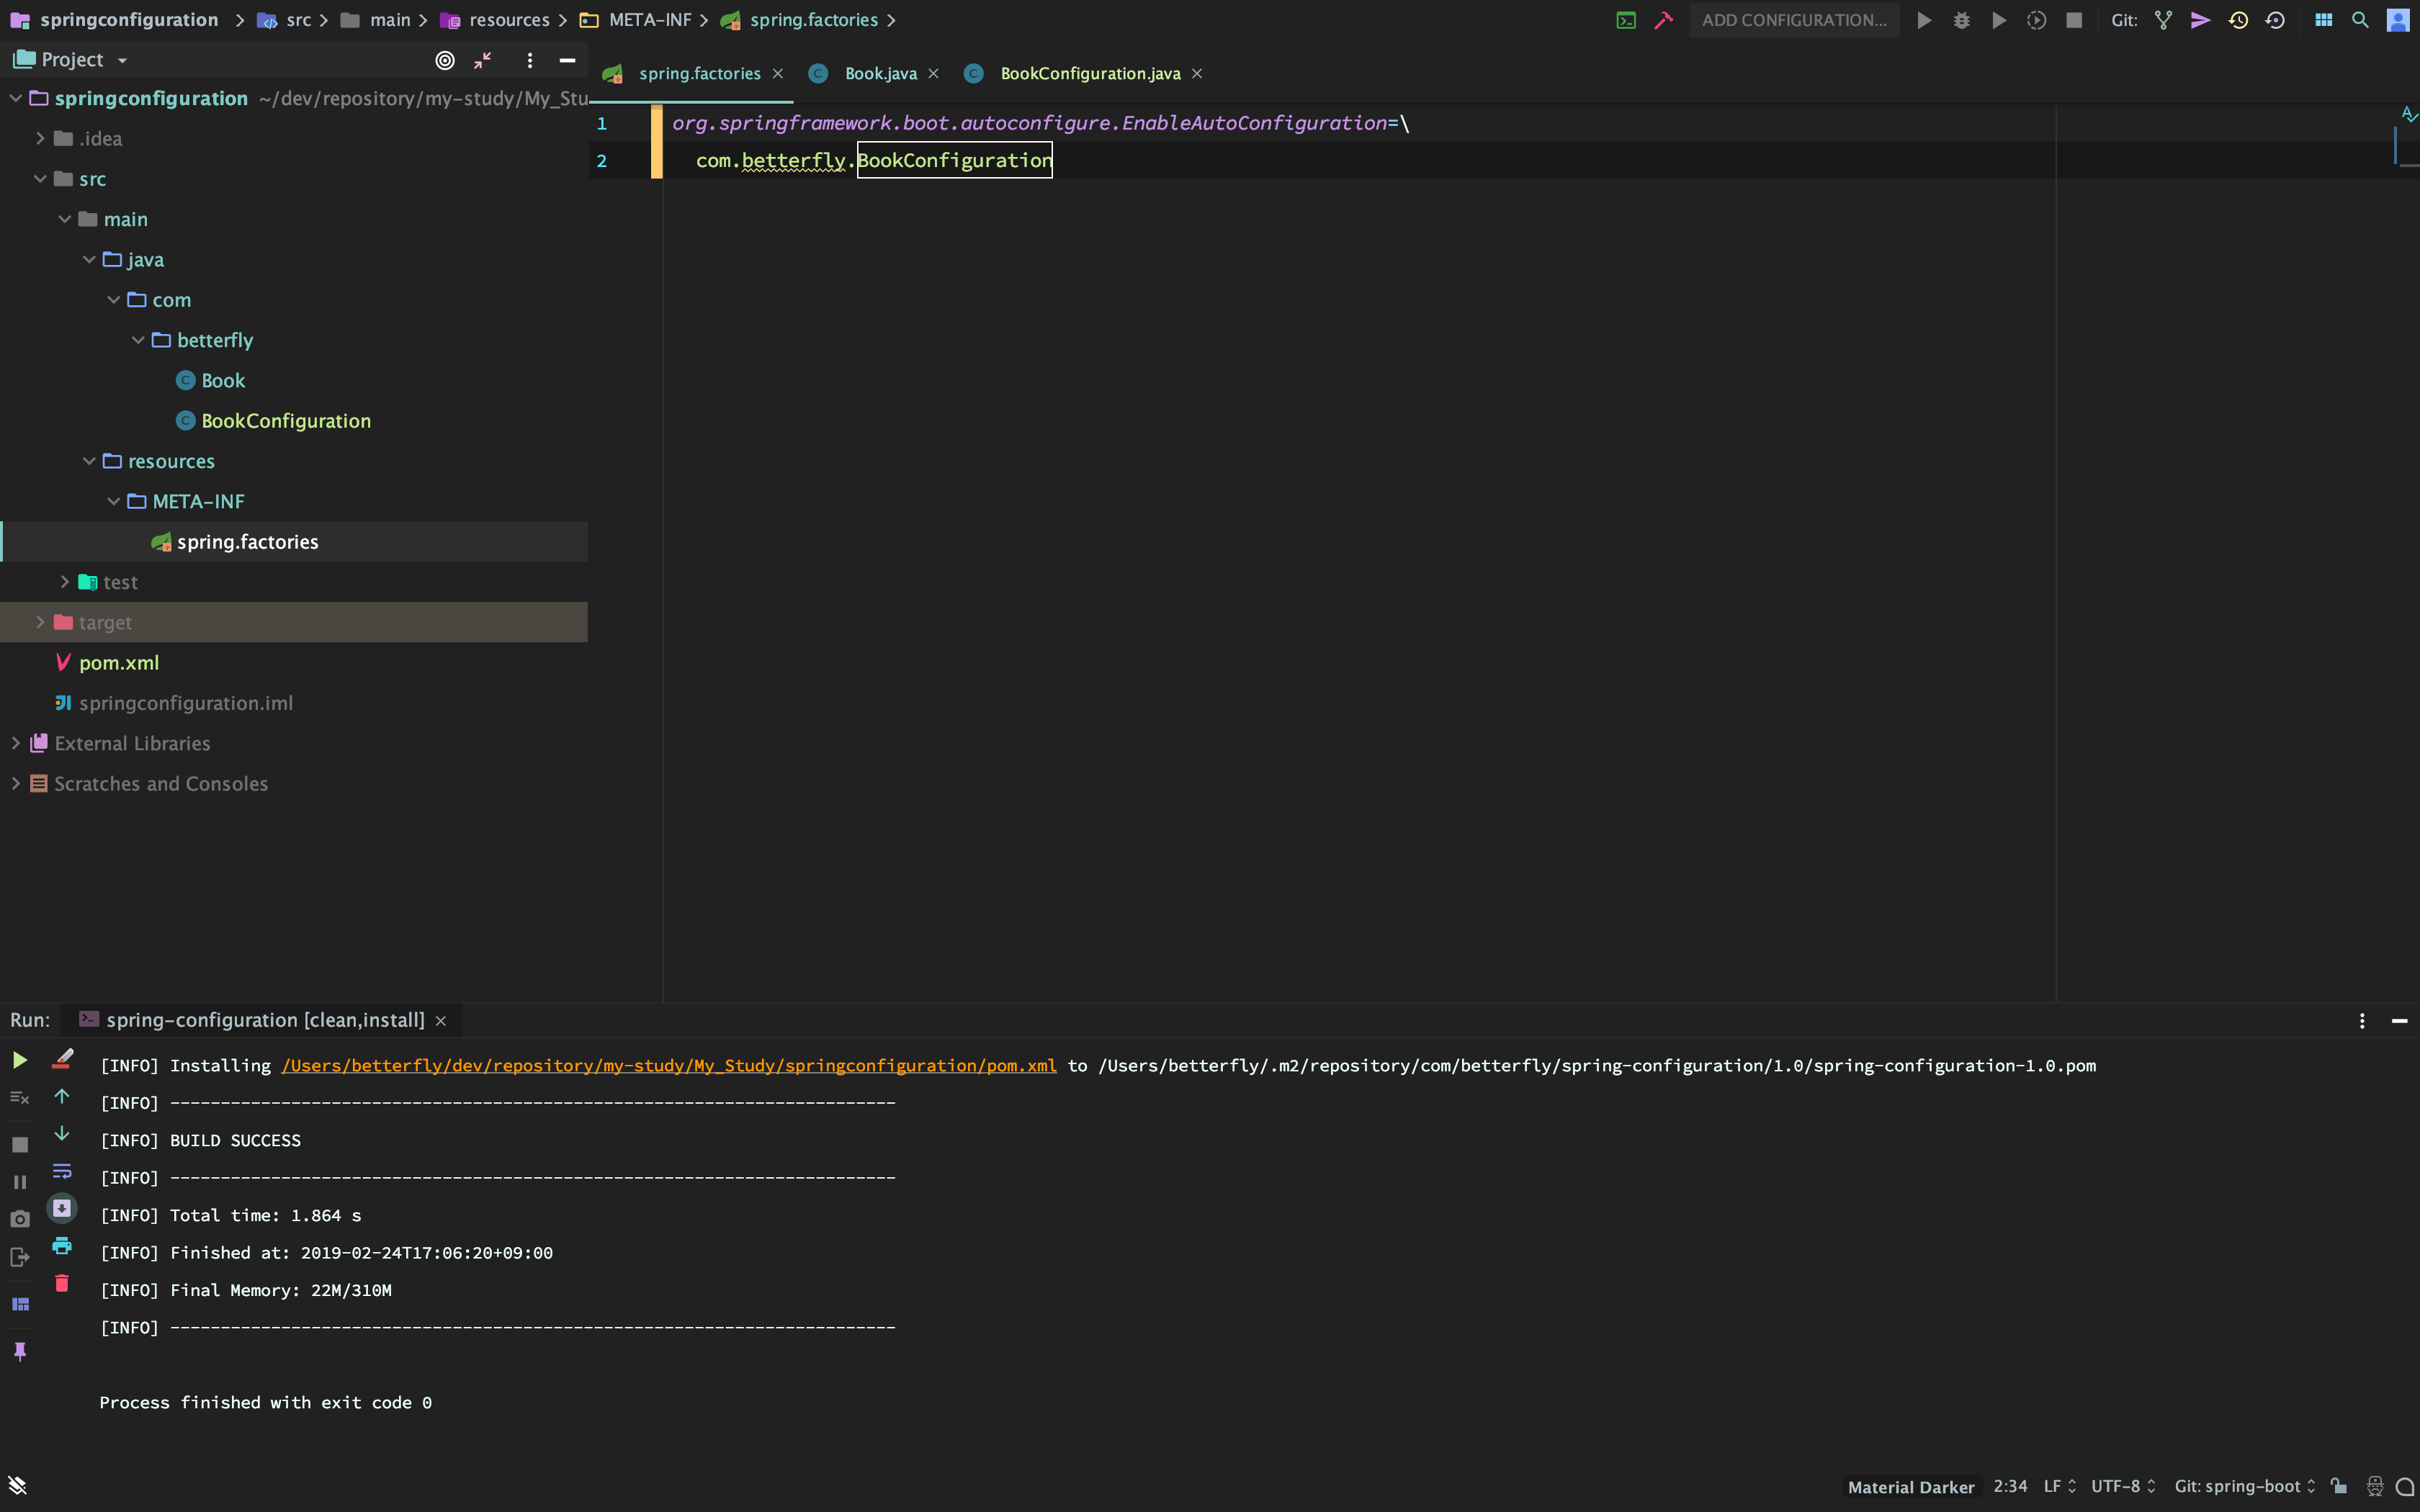 springconfiguration > src > main > resources > META-INF > spring.factories >
ADD CONFIGURATION...
Git:
Project
spring.factories
Book.java
BookConfiguration.java
springconfiguration ~/dev/repository/my-study/My_Stu
.idea
src
main
java
com
betterfly
Book
BookConfiguration
resources
META-INF
spring.factories
test
target
pom.xml
springconfiguration.iml
External Libraries
Scratches and Consoles
1 org.springframework.boot.autoconfigure.EnableAutoConfiguration=\
2 com.betterfly.BookConfiguration
Run: spring-configuration [clean,install]
[INFO] Installing /Users/betterfly/dev/repository/my-study/My_Study/springconfiguration/pom.xml to /Users/betterfly/.m2/repository/com/betterfly/spring-configuration/1.0/spring-configuration-1.0.pom
[INFO] ------------------------------------------------------------------------
[INFO] BUILD SUCCESS
[INFO] ------------------------------------------------------------------------
[INFO] Total time: 1.864 s
[INFO] Finished at: 2019-02-24T17:06:20+09:00
[INFO] Final Memory: 22M/310M
[INFO] ------------------------------------------------------------------------
Process finished with exit code 0
Material Darker 2:34 LF UTF-8 Git: spring-boot